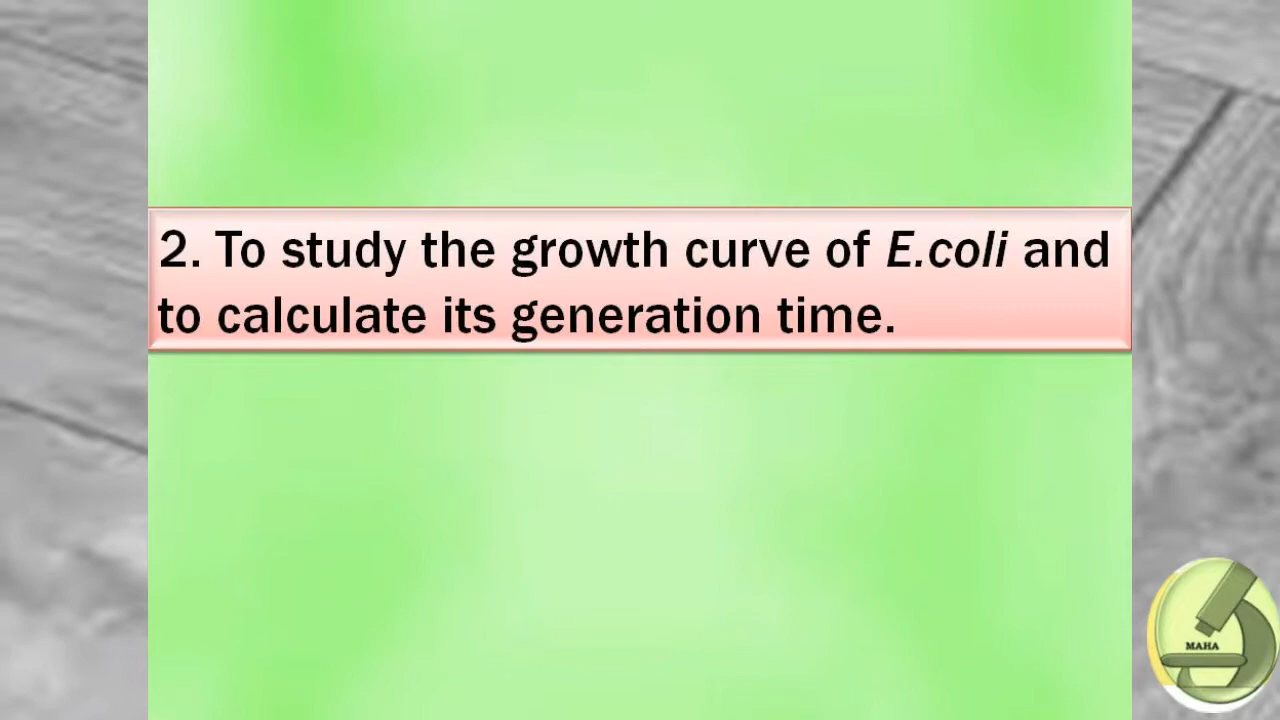 2. To study the growth curve of E.coli and
to calculate its generation time.
MAHA